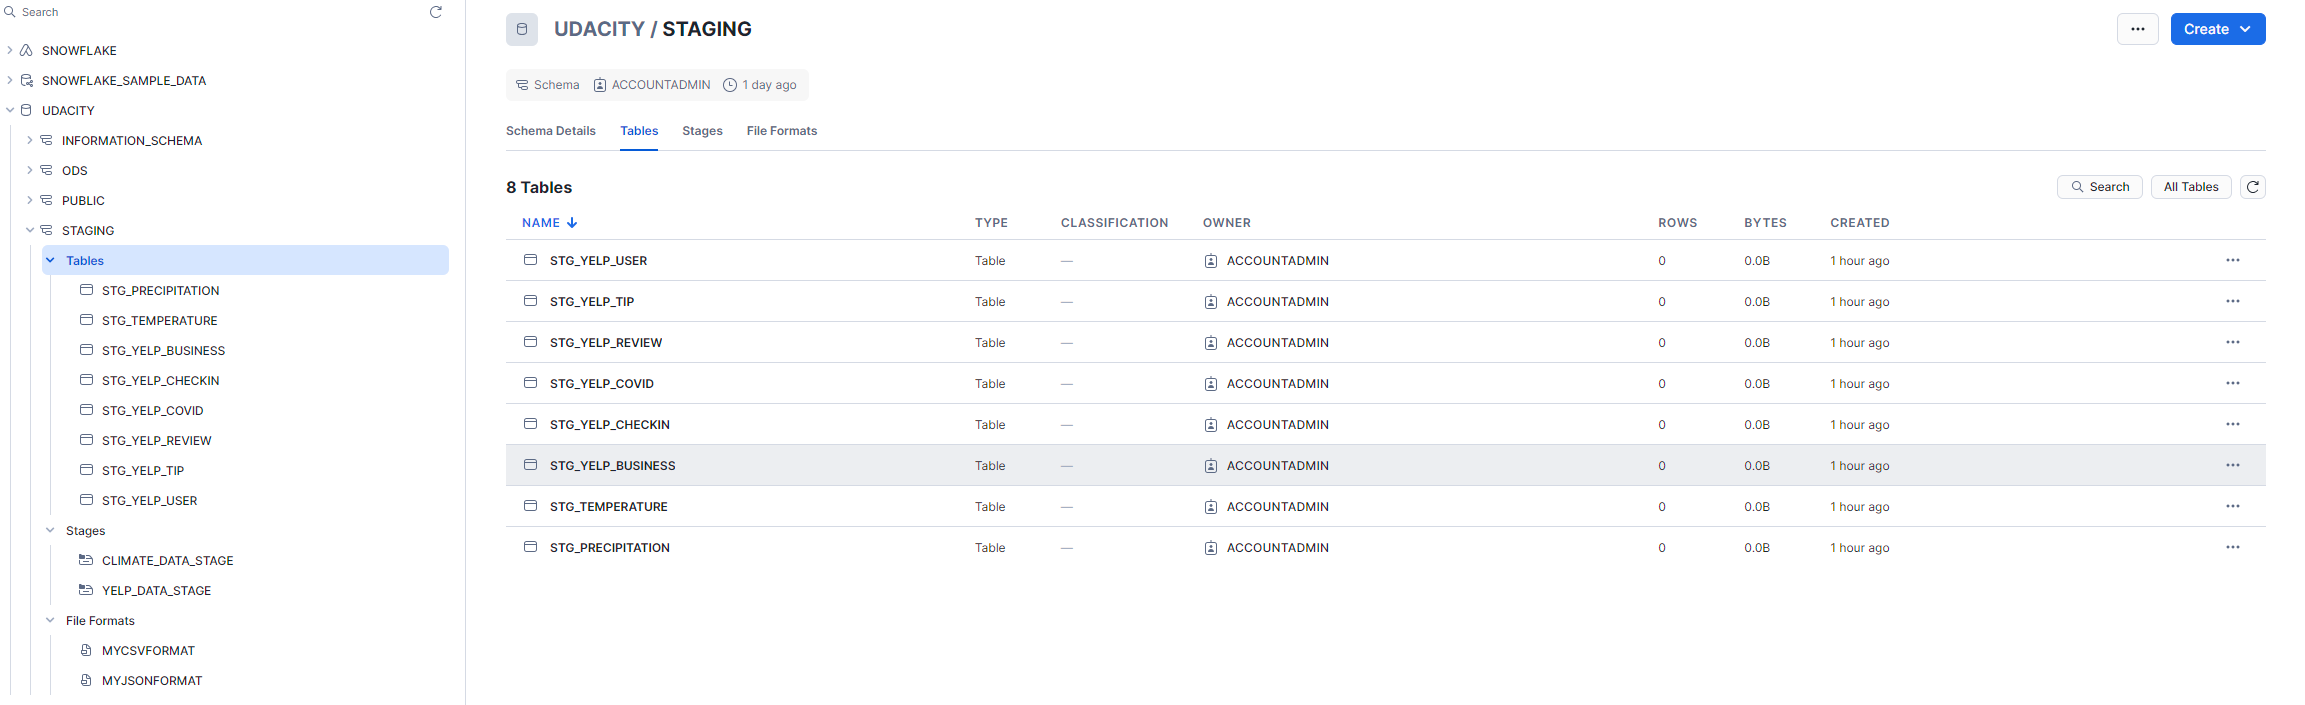 Search
SNOWFLAKE
SNOWFLAKE_SAMPLE_DATA
UDACITY
INFORMATION_SCHEMA
ODS
PUBLIC
STAGING
Tables
STG_PRECIPITATION
STG_TEMPERATURE
STG_YELP_BUSINESS
STG_YELP_CHECKIN
STG_YELP_COVID
STG_YELP_REVIEW
STG_YELP_TIP
STG_YELP_USER
Stages
CLIMATE_DATA_STAGE
YELP_DATA_STAGE
File Formats
MYCSVFORMAT
MYJSONFORMAT
UDACITY / STAGING
Create
Schema ACCOUNTADMIN 1 day ago
Schema Details Tables Stages File Formats
8 Tables
Search All Tables
NAME TYPE CLASSIFICATION OWNER ROWS BYTES CREATED
STG_YELP_USER Table — ACCOUNTADMIN 0 0.0B 1 hour ago
STG_YELP_TIP Table — ACCOUNTADMIN 0 0.0B 1 hour ago
STG_YELP_REVIEW Table — ACCOUNTADMIN 0 0.0B 1 hour ago
STG_YELP_COVID Table — ACCOUNTADMIN 0 0.0B 1 hour ago
STG_YELP_CHECKIN Table — ACCOUNTADMIN 0 0.0B 1 hour ago
STG_YELP_BUSINESS Table — ACCOUNTADMIN 0 0.0B 1 hour ago
STG_TEMPERATURE Table — ACCOUNTADMIN 0 0.0B 1 hour ago
STG_PRECIPITATION Table — ACCOUNTADMIN 0 0.0B 1 hour ago